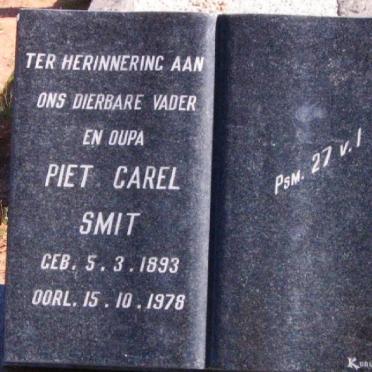 TER HERINNERING AAN
ONS DIERBARE VADER
EN OUPA
PIET CAREL
SMIT
GEB. 5.3.1893
OORL. 15.10.1978
PSM. 27 V. 1